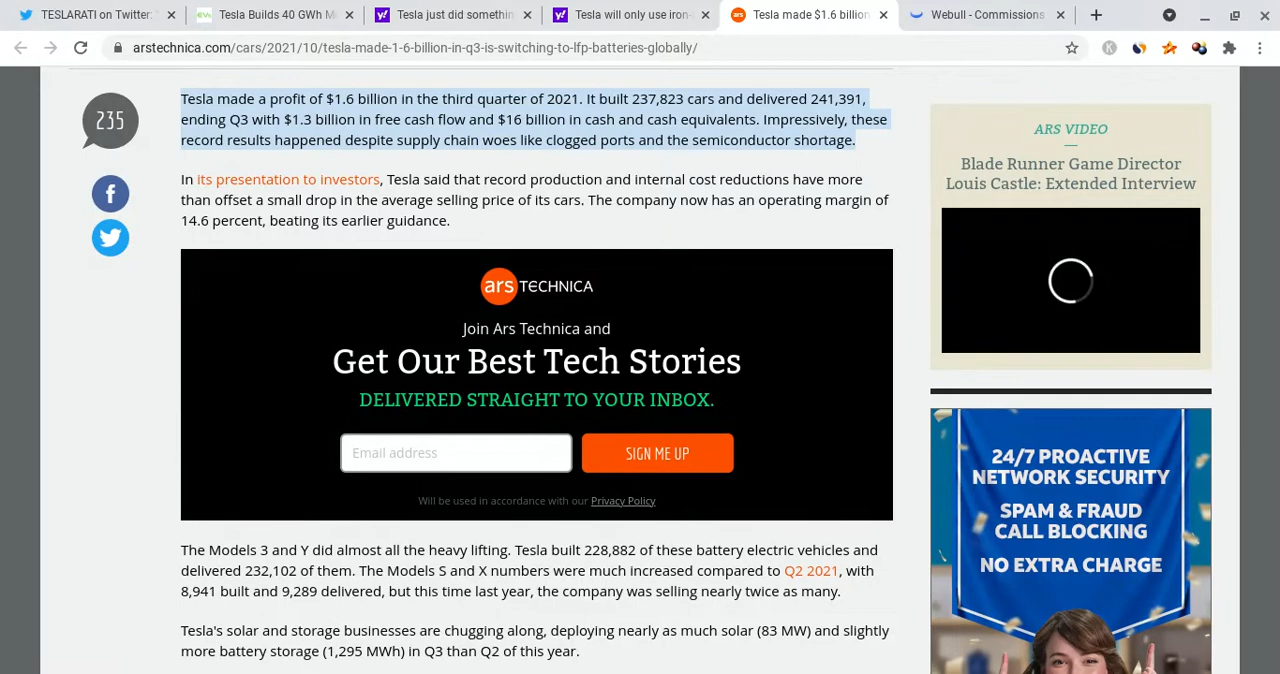 TESLARATI on Twitter: "
Tesla Builds 40 GWh M
Tesla just did somethin
Tesla will only use iron-
Tesla made $1.6 billion
Webull - Commissions
arstechnica.com/cars/2021/10/tesla-made-1-6-billion-in-q3-is-switching-to-lfp-batteries-globally/
235
Tesla made a profit of $1.6 billion in the third quarter of 2021. It built 237,823 cars and delivered 241,391,
ending Q3 with $1.3 billion in free cash flow and $16 billion in cash and cash equivalents. Impressively, these
record results happened despite supply chain woes like clogged ports and the semiconductor shortage.
In its presentation to investors, Tesla said that record production and internal cost reductions have more
than offset a small drop in the average selling price of its cars. The company now has an operating margin of
14.6 percent, beating its earlier guidance.
ars TECHNICA
Join Ars Technica and
Get Our Best Tech Stories
DELIVERED STRAIGHT TO YOUR INBOX.
Email address
SIGN ME UP
Will be used in accordance with our Privacy Policy
The Models 3 and Y did almost all the heavy lifting. Tesla built 228,882 of these battery electric vehicles and
delivered 232,102 of them. The Models S and X numbers were much increased compared to Q2 2021, with
8,941 built and 9,289 delivered, but this time last year, the company was selling nearly twice as many.
Tesla's solar and storage businesses are chugging along, deploying nearly as much solar (83 MW) and slightly
more battery storage (1,295 MWh) in Q3 than Q2 of this year.
ARS VIDEO
Blade Runner Game Director
Louis Castle: Extended Interview
24/7 PROACTIVE
NETWORK SECURITY
SPAM & FRAUD
CALL BLOCKING
NO EXTRA CHARGE